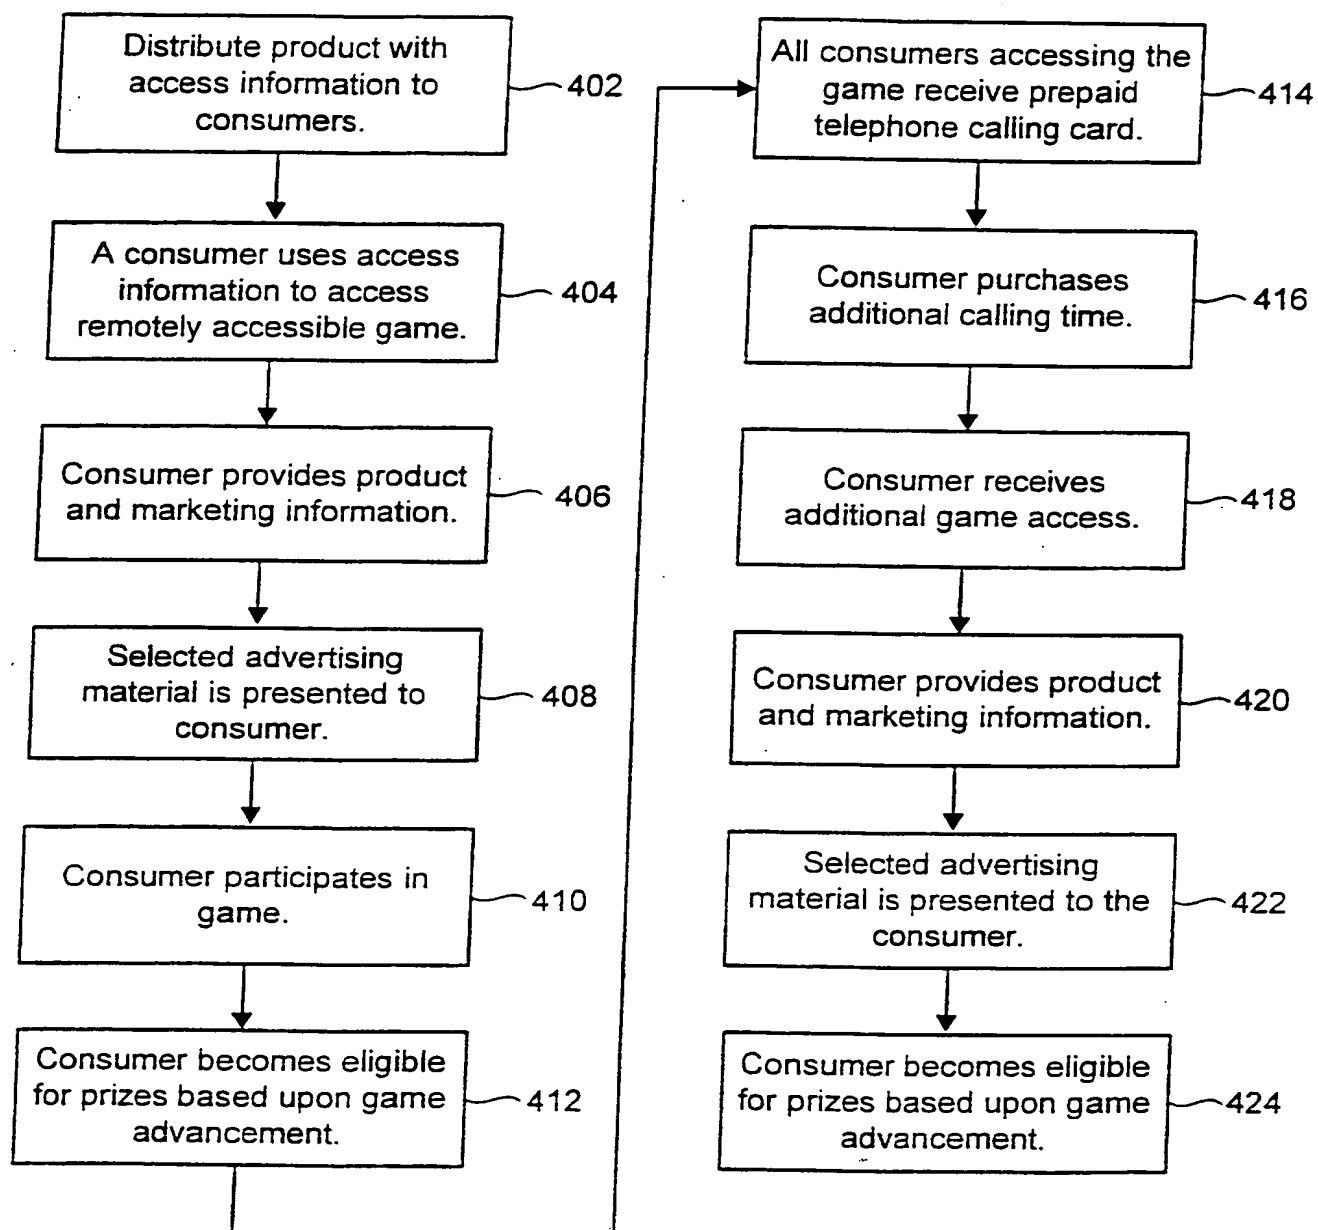 Distribute product with
access information to
consumers.
402
A consumer uses access
information to access
remotely accessible game.
404
Consumer provides product
and marketing information.
406
Selected advertising
material is presented to
consumer.
408
Consumer participates in
game.
410
Consumer becomes eligible
for prizes based upon game
advancement.
412
All consumers accessing the
game receive prepaid
telephone calling card.
414
Consumer purchases
additional calling time.
416
Consumer receives
additional game access.
418
Consumer provides product
and marketing information.
420
Selected advertising
material is presented to the
consumer.
422
Consumer becomes eligible
for prizes based upon game
advancement.
424